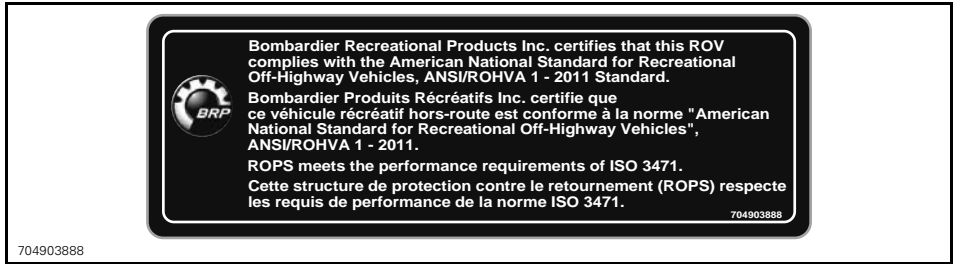 Bombardier Recreational Products Inc. certifies that this ROV
complies with the American National Standard for Recreational
Off-Highway Vehicles, ANSI/ROHVA 1 - 2011 Standard.
Bombardier Produits Récréatifs Inc. certifie que
ce véhicule récréatif hors-route est conforme à la norme "American
National Standard for Recreational Off-Highway Vehicles",
ANSI/ROHVA 1 - 2011.
BRP
ROPS meets the performance requirements of ISO 3471.
Cette structure de protection contre le retournement (ROPS) respecte
les requis de performance de la norme ISO 3471.
704903888
704903888